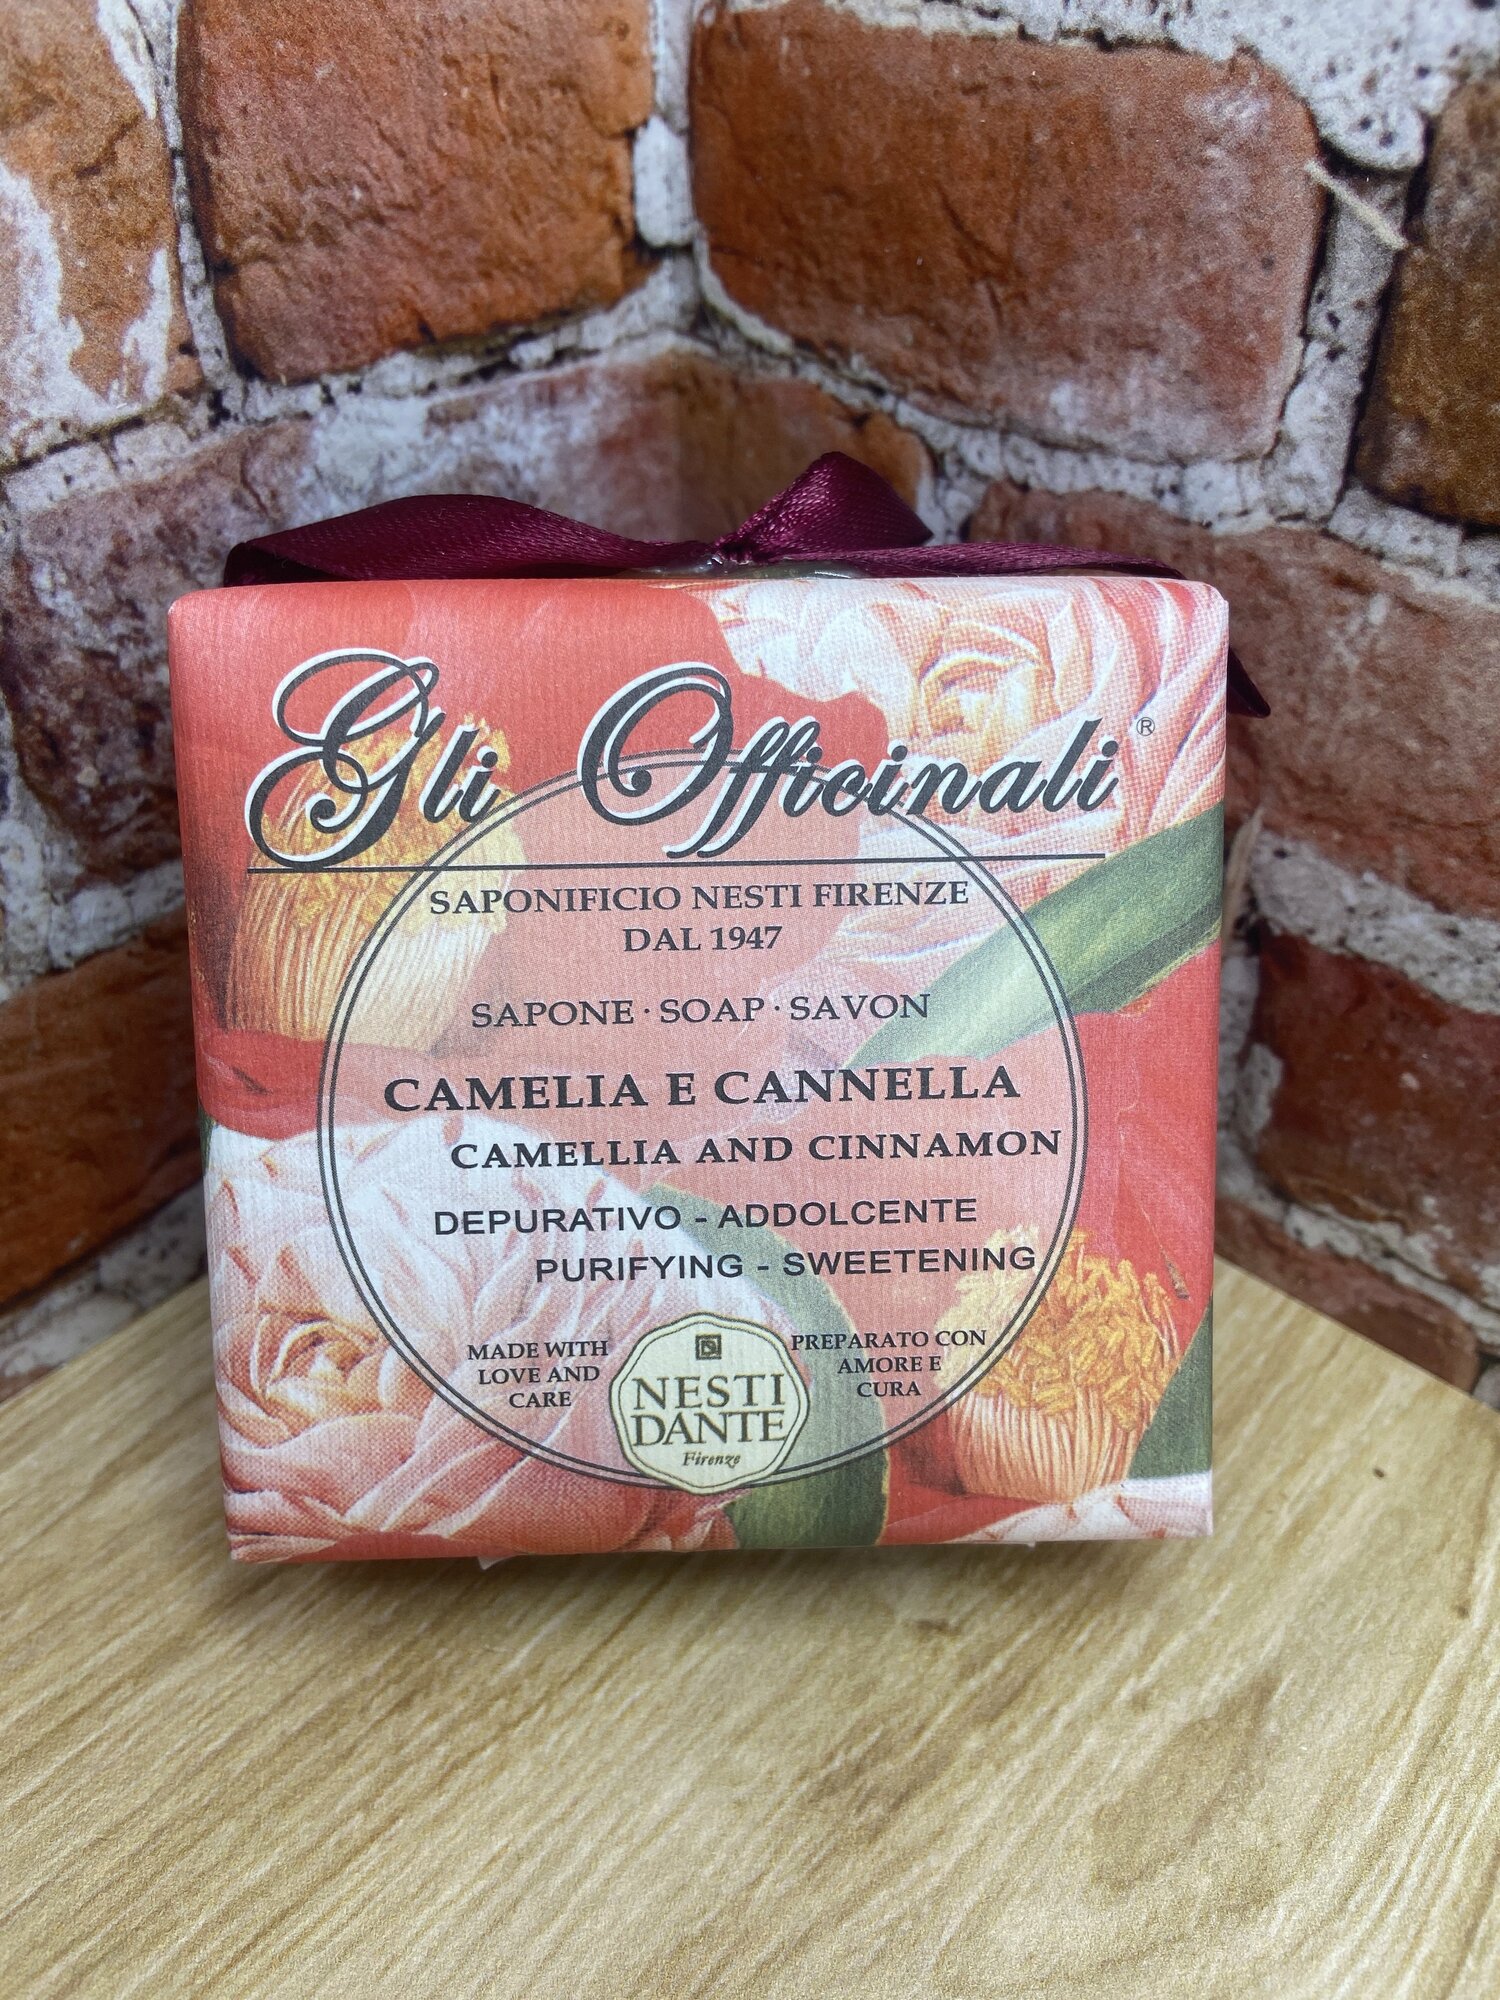 Gli Officinali ®
SAPONIFICIO NESTI FIRENZE
DAL 1947
SAPONE · SOAP · SAVON
CAMELIA E CANNELLA
CAMELLIA AND CINNAMON
DEPURATIVO - ADDOLCENTE
PURIFYING - SWEETENING
MADE WITH
LOVE AND
CARE
NESTI
DANTE
Firenze
PREPARATO CON
AMORE E
CURA